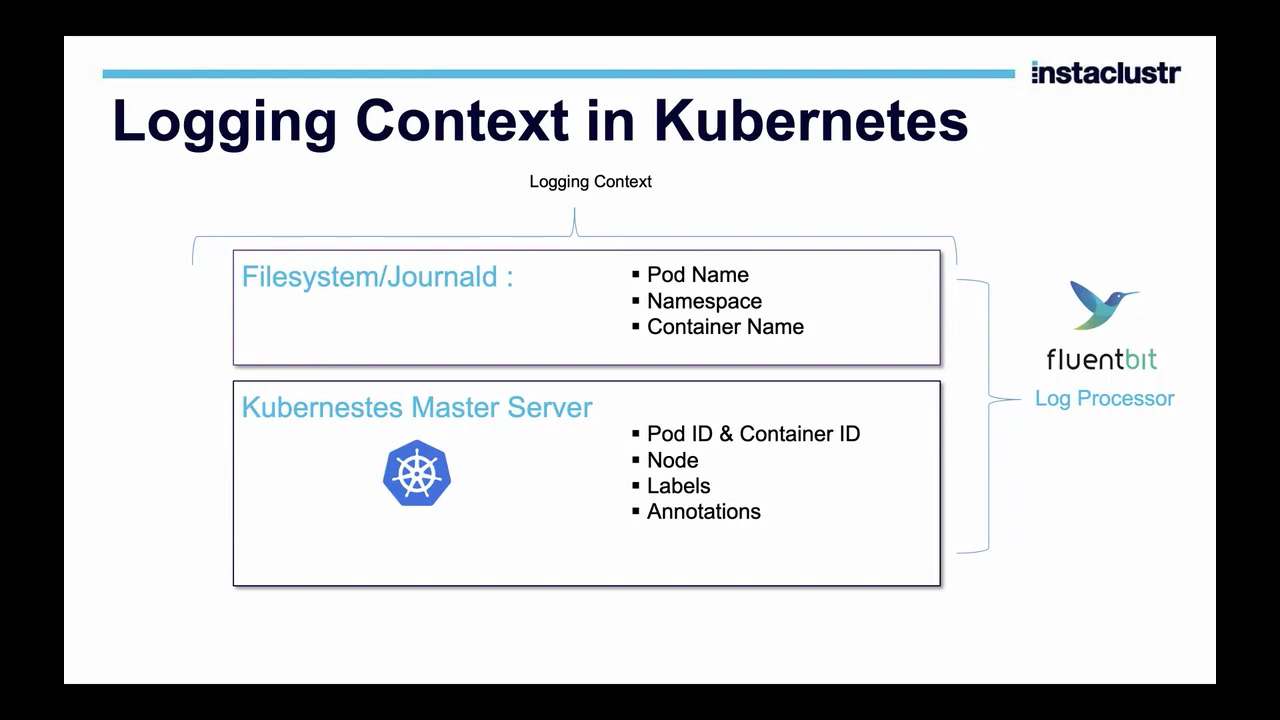 instaclustr
Logging Context in Kubernetes
Logging Context
Filesystem/Journald :
▪ Pod Name
▪ Namespace
▪ Container Name
Kubernestes Master Server
▪ Pod ID & Container ID
▪ Node
▪ Labels
▪ Annotations
fluentbit
Log Processor